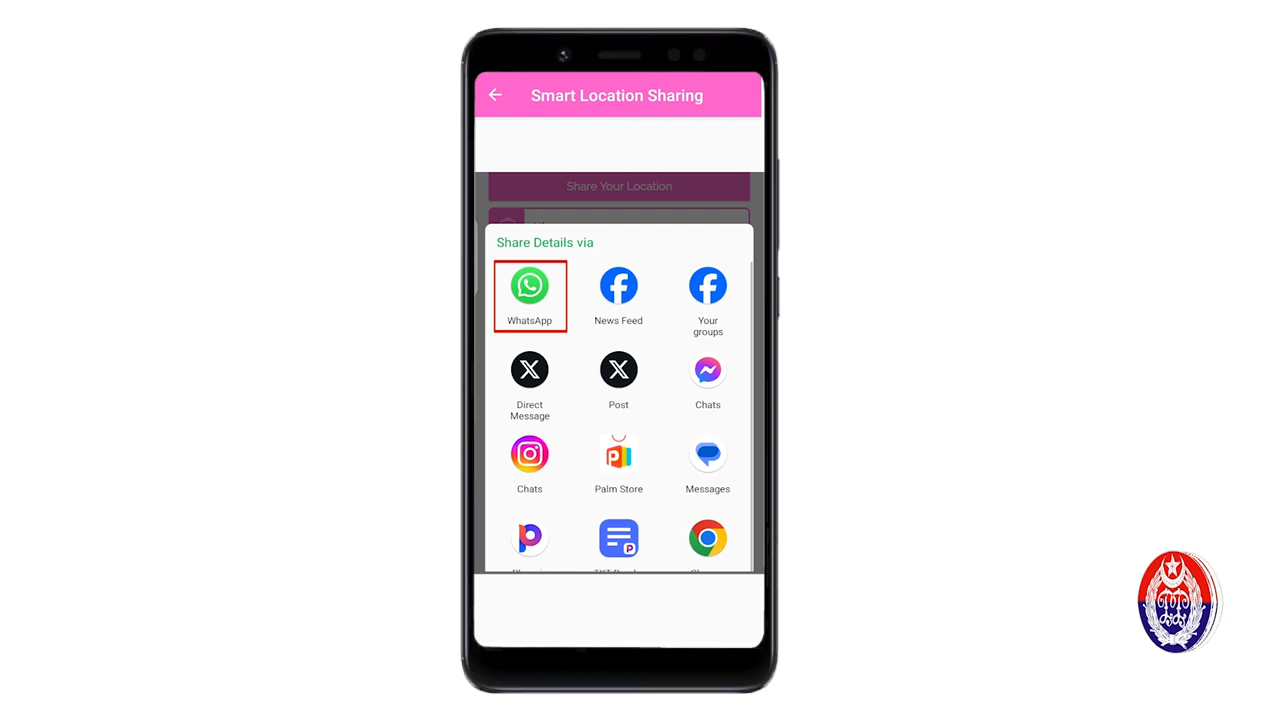 Smart Location Sharing
Share Your Location
Share Details via
WhatsApp
News Feed
Your
groups
Direct
Message
Post
Chats
Chats
Palm Store
Messages